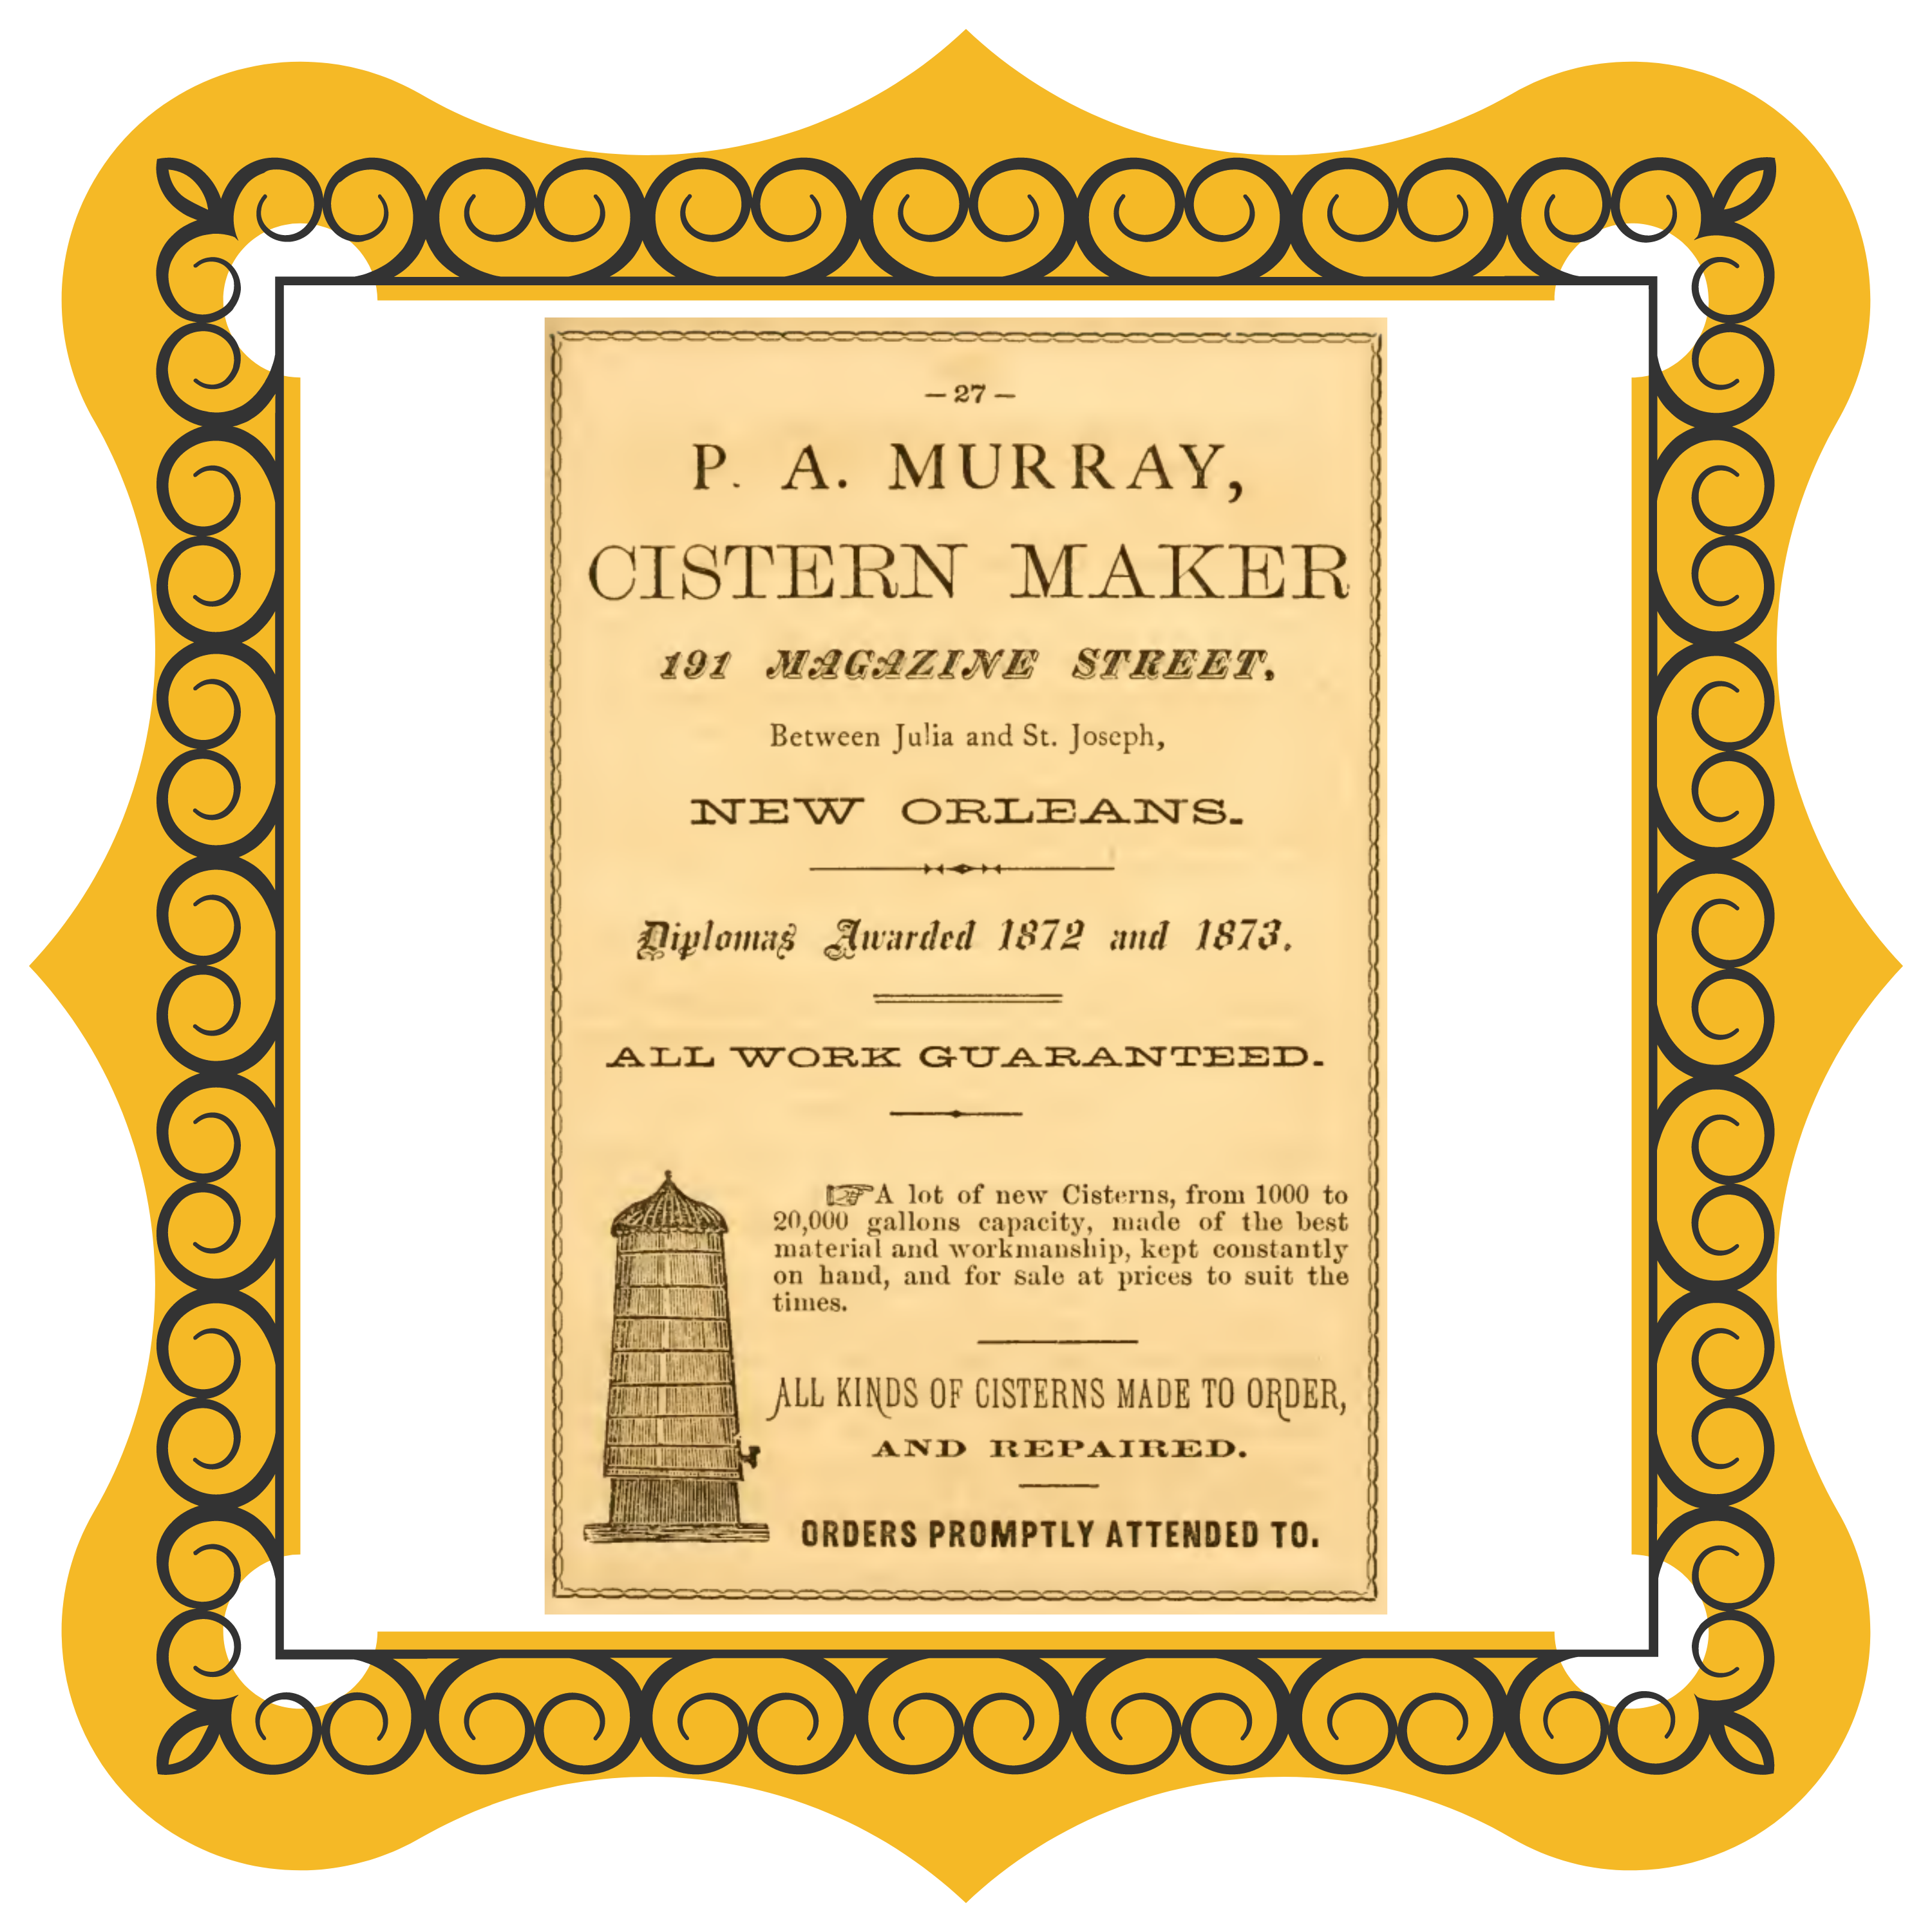 — 27 —
P. A. MURRAY,
CISTERN MAKER
191 MAGAZINE STREET,
Between Julia and St. Joseph,
NEW ORLEANS.
Diplomas Awarded 1872 and 1873.
ALL WORK GUARANTEED.
☞A lot of new Cisterns, from 1000 to
20,000 gallons capacity, made of the best
material and workmanship, kept constantly
on hand, and for sale at prices to suit the
times.
ALL KINDS OF CISTERNS MADE TO ORDER,
AND REPAIRED.
ORDERS PROMPTLY ATTENDED TO.